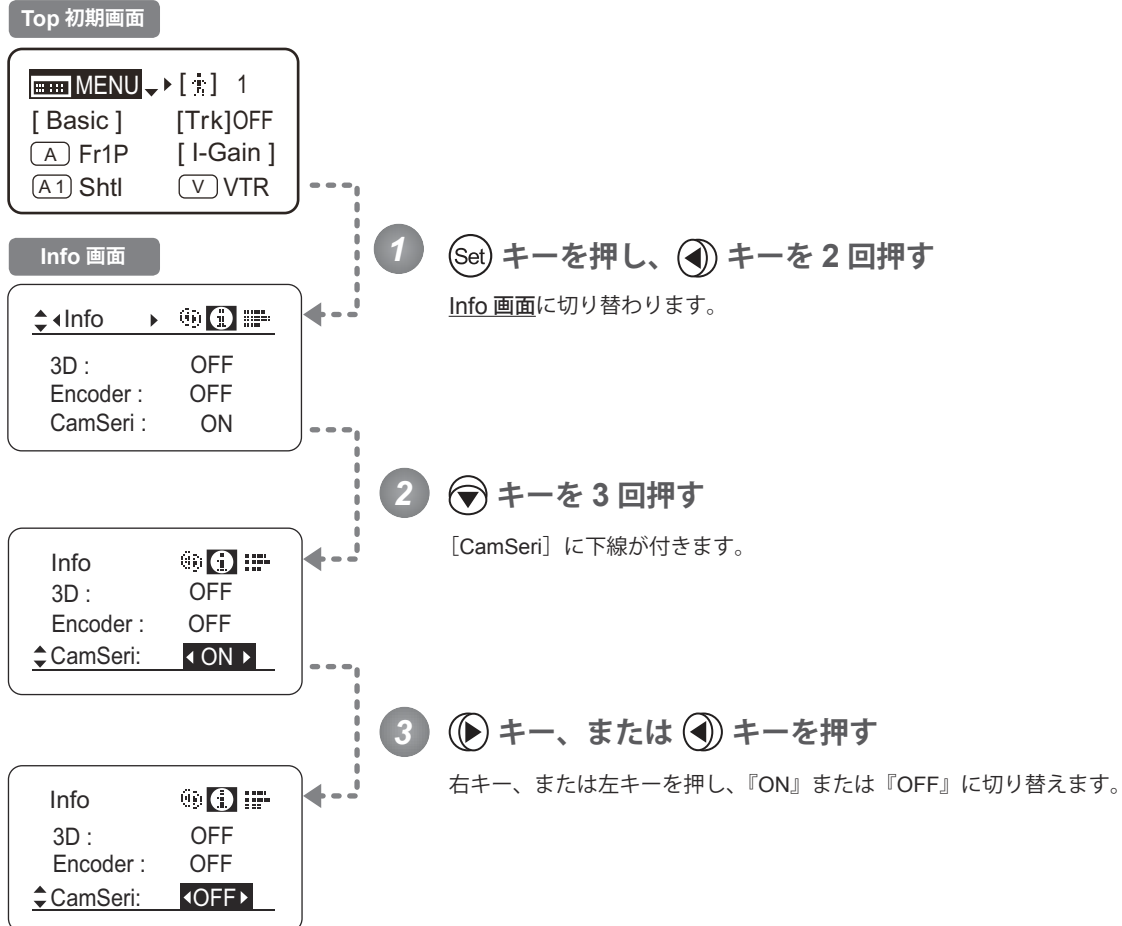 Top 初期画面
MENU [ ] 1
[ Basic ] [Trk]OFF
A Fr1P [ I-Gain ]
A1 Shtl V VTR
Info 画面
1 Set キーを押し、 キーを 2 回押す
Info 画面に切り替わります。
Info
3D : OFF
Encoder : OFF
CamSeri : ON
2 キーを 3 回押す
［CamSeri］に下線が付きます。
Info
3D : OFF
Encoder : OFF
CamSeri: ON
3 キー、または キーを押す
右キー、または左キーを押し、『ON』または『OFF』に切り替えます。
Info
3D : OFF
Encoder : OFF
CamSeri: OFF